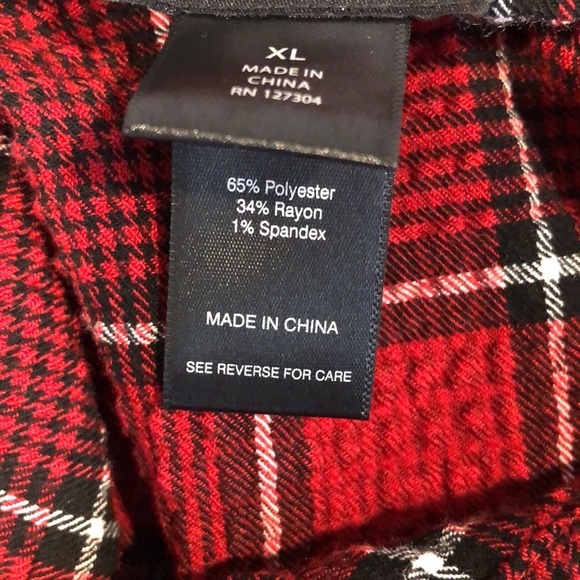 XL
MADE IN
CHINA
RN 127304
65% Polyester
34% Rayon
1% Spandex
MADE IN CHINA
SEE REVERSE FOR CARE